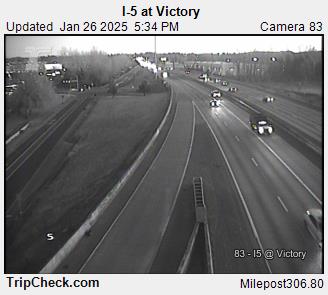 I-5 at Victory
Updated Jan 26 2025 5:34 PM Camera 83
S
83 - I5 @ Victory
TripCheck.com Milepost306.80